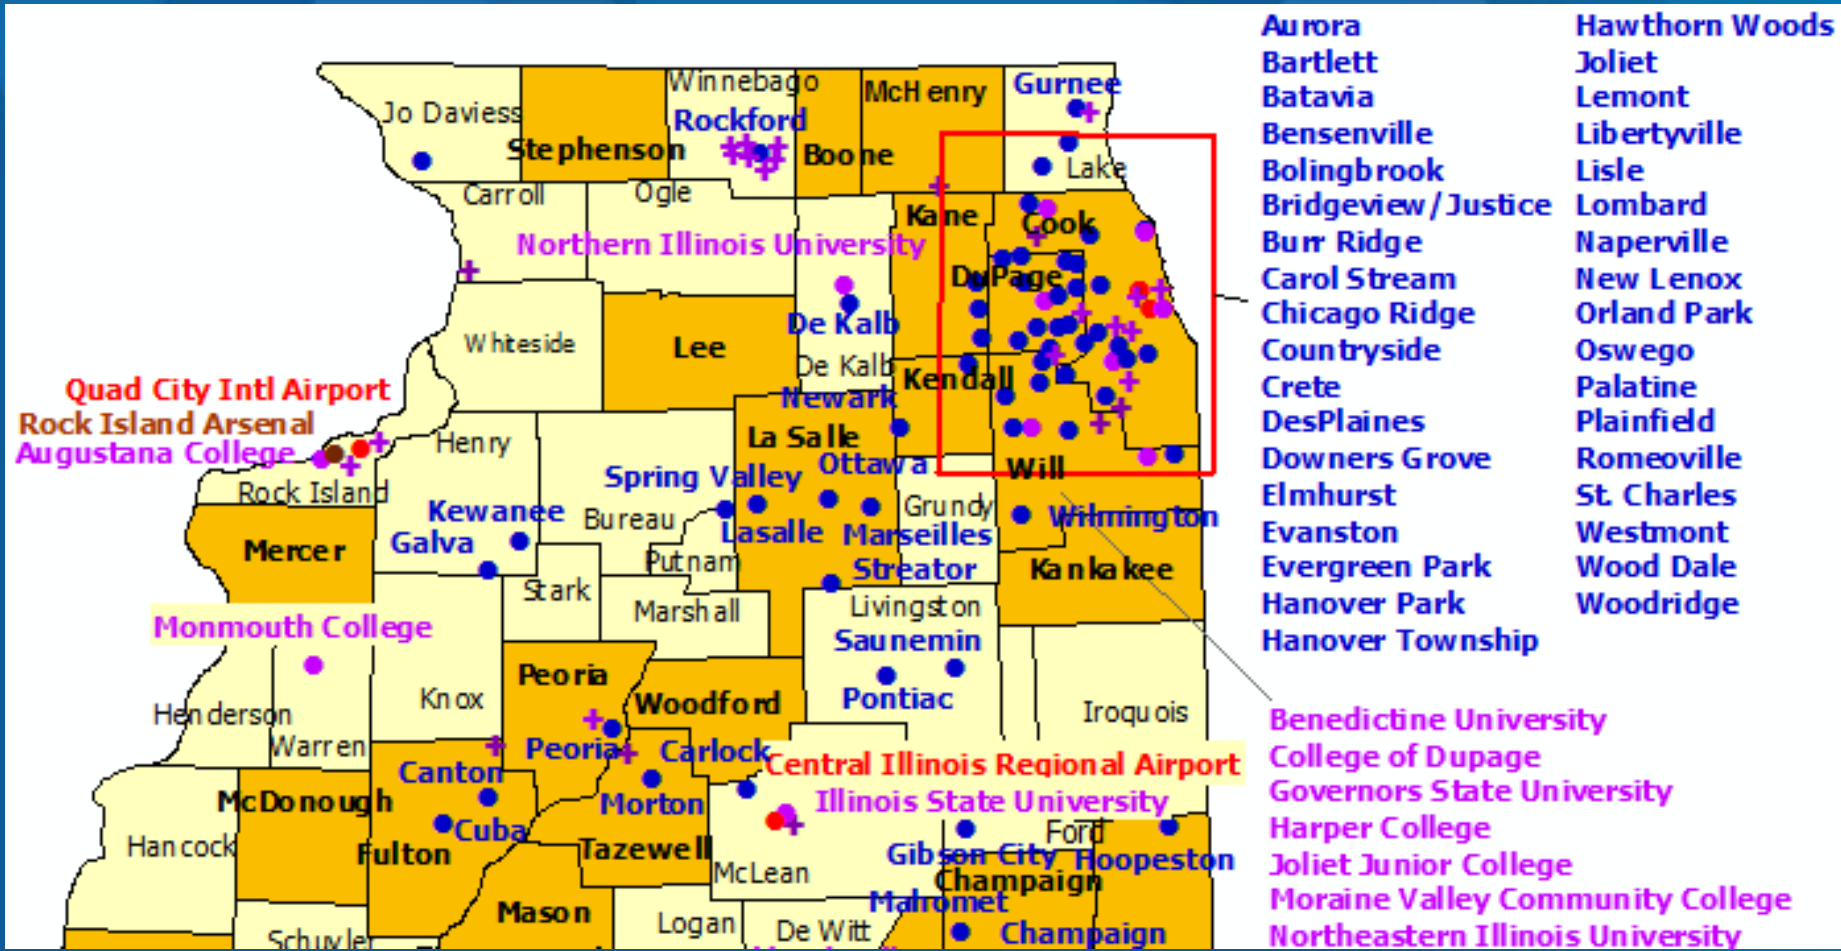 Aurora
Bartlett
Batavia
Bensenville
Bolingbrook
Bridgeview/Justice
Burr Ridge
Carol Stream
Chicago Ridge
Countryside
Crete
DesPlaines
Downers Grove
Elmhurst
Evanston
Evergreen Park
Hanover Park
Hanover Township
Hawthorn Woods
Joliet
Lemont
Libertyville
Lisle
Lombard
Naperville
New Lenox
Orland Park
Oswego
Palatine
Plainfield
Romeoville
St. Charles
Westmont
Wood Dale
Woodridge
Jo Daviess
Stephenson
Winnebago
Rockford
Boone
McHenry
Gurnee
Lake
Carroll
Ogle
Kane
Cook
Northern Illinois University
DuPage
De Kalb
De Kalb
Whiteside
Lee
Kendall
Newark
Quad City Intl Airport
Rock Island Arsenal
Augustana College
Rock Island
Henry
La Salle
Ottawa
Will
Spring Valley
Kewanee
Bureau
Lasalle
Marseilles
Grundy
Wilmington
Mercer
Galva
Putnam
Streator
Kankakee
Stark
Marshall
Livingston
Saunemin
Monmouth College
Peoria
Woodford
Pontiac
Knox
Henderson
Warren
Iroquois
Peoria
Carlock
Central Illinois Regional Airport
Canton
Morton
Illinois State University
McDonough
Cuba
Hancock
Fulton
Tazewell
McLean
Ford
Gibson City
Hoopeston
Champaign
Mahomet
Mason
Logan
De Witt
Champaign
Schuyler
Benedictine University
College of Dupage
Governors State University
Harper College
Joliet Junior College
Moraine Valley Community College
Northeastern Illinois University